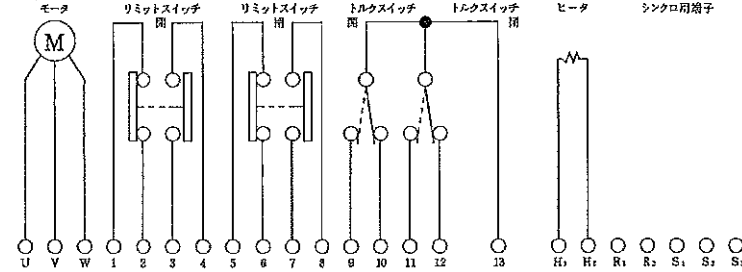 モータ リミットスイッチ リミットスイッチ トルクスイッチ トルクスイッチ ヒータ シンクロ用端子
開 閉 開 閉
M
U V W 1 2 3 4 5 6 7 8 9 10 11 12 13 H₁ H₂ R₁ R₂ S₁ S₂ S₃